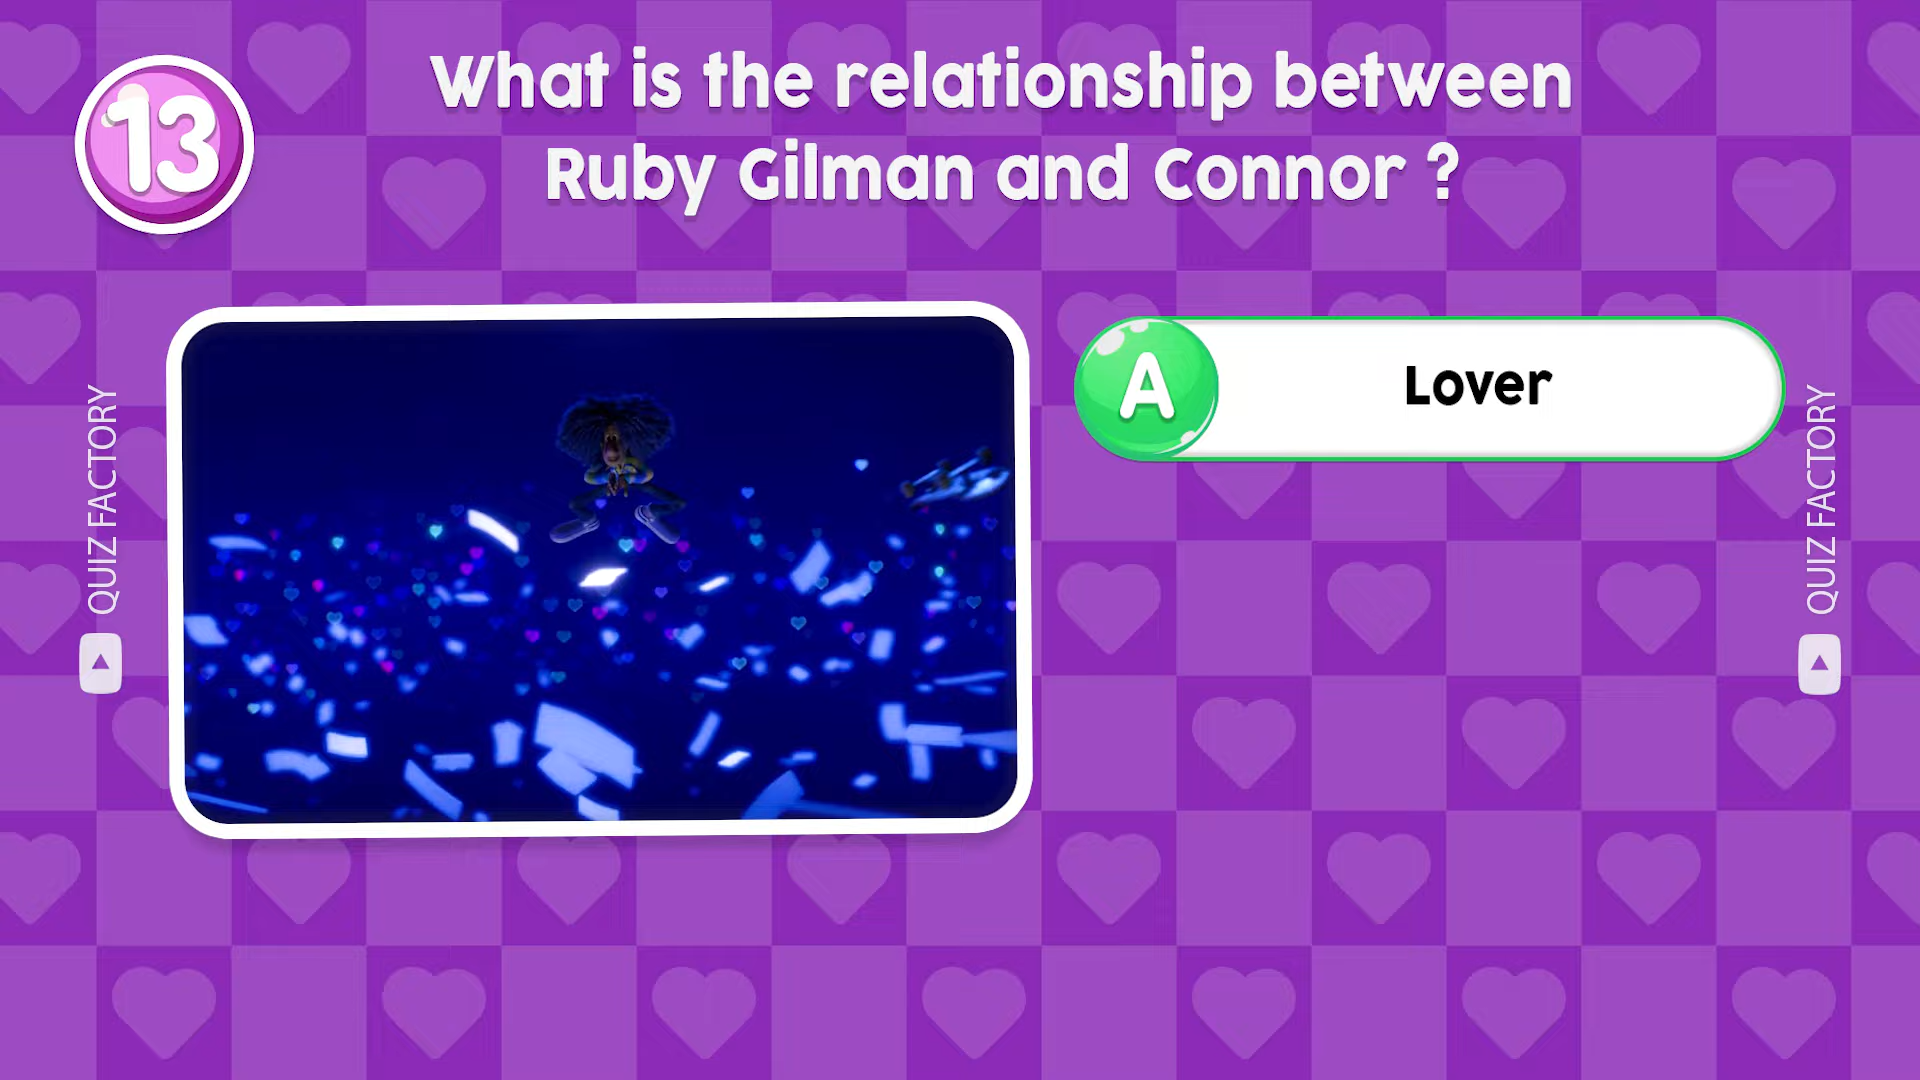 13
What is the relationship between
Ruby Gilman and Connor ?
A
Lover
QUIZ FACTORY
QUIZ FACTORY